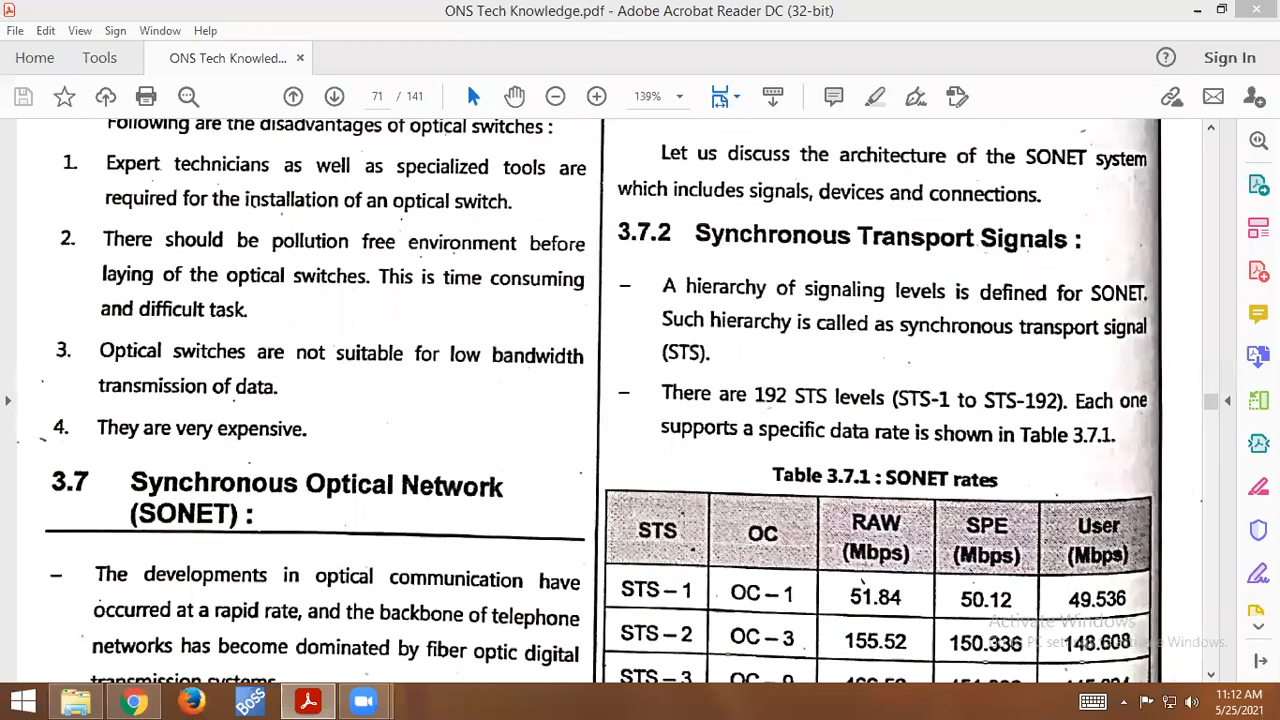 ONS Tech Knowledge.pdf - Adobe Acrobat Reader DC (32-bit)
File Edit View Sign Window Help
Home Tools ONS Tech Knowled... ×
Sign In
71 / 141
139%
Following are the disadvantages of optical switches :
1. Expert technicians as well as specialized tools are
required for the installation of an optical switch.
2. There should be pollution free environment before
laying of the optical switches. This is time consuming
and difficult task.
3. Optical switches are not suitable for low bandwidth
transmission of data.
4. They are very expensive.
3.7 Synchronous Optical Network
(SONET) :
– The developments in optical communication have
occurred at a rapid rate, and the backbone of telephone
networks has become dominated by fiber optic digital
transmission systems
Let us discuss the architecture of the SONET system
which includes signals, devices and connections.
3.7.2 Synchronous Transport Signals :
– A hierarchy of signaling levels is defined for SONET.
Such hierarchy is called as synchronous transport signal
(STS).
– There are 192 STS levels (STS-1 to STS-192). Each one
supports a specific data rate is shown in Table 3.7.1.
Table 3.7.1 : SONET rates
STS OC RAW (Mbps) SPE (Mbps) User (Mbps)
STS – 1 OC – 1 51.84 50.12 49.536
STS – 2 OC – 3 155.52 150.336 148.608
STS – 3 OC – 9
Activate Windows
BOSS
11:12 AM
5/25/2021